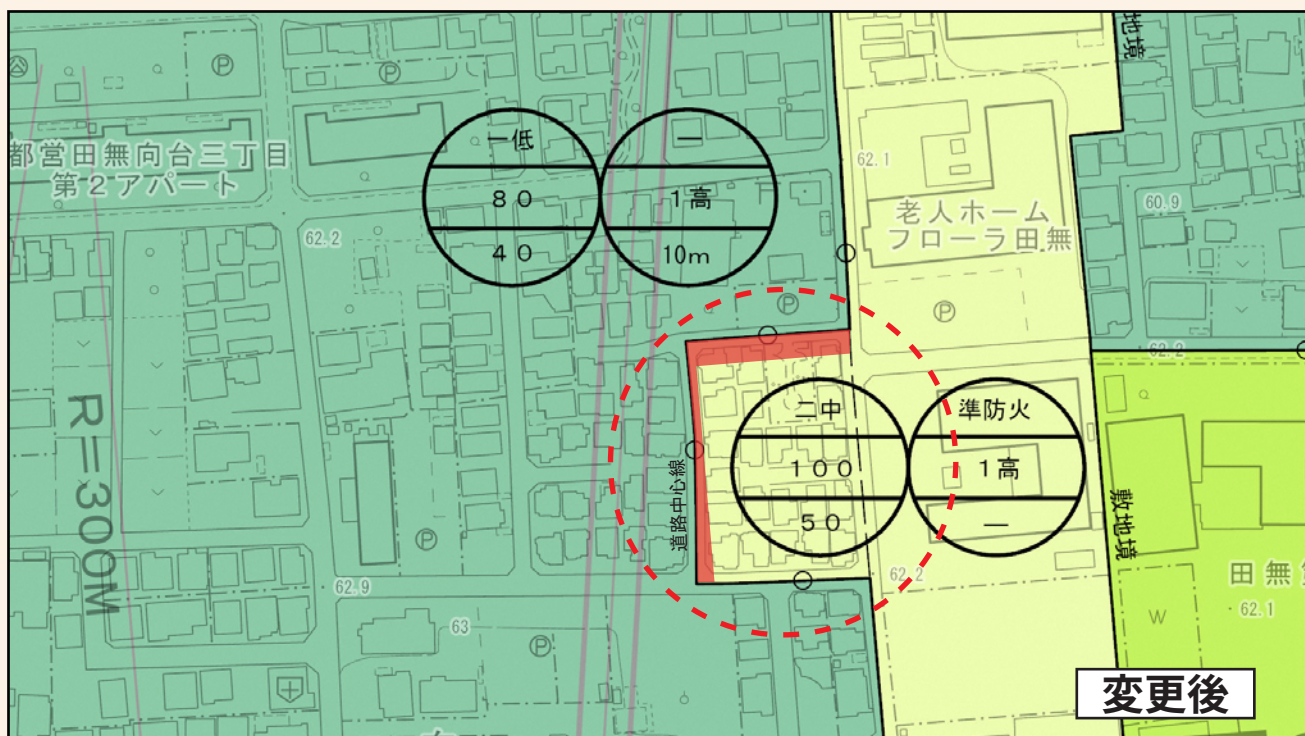 地境
都営田無向台三丁目
第2アパート
一低
80
40
一
1高
10m
62.1
老人ホーム
フローラ田無
60.9
62.2
P
P
P
P
62.2
R=300M
道路中心線
二中
100
50
準防火
1高
一
敷地境
62.2
田無
62.1
W
62.9
63
P
P
変更後